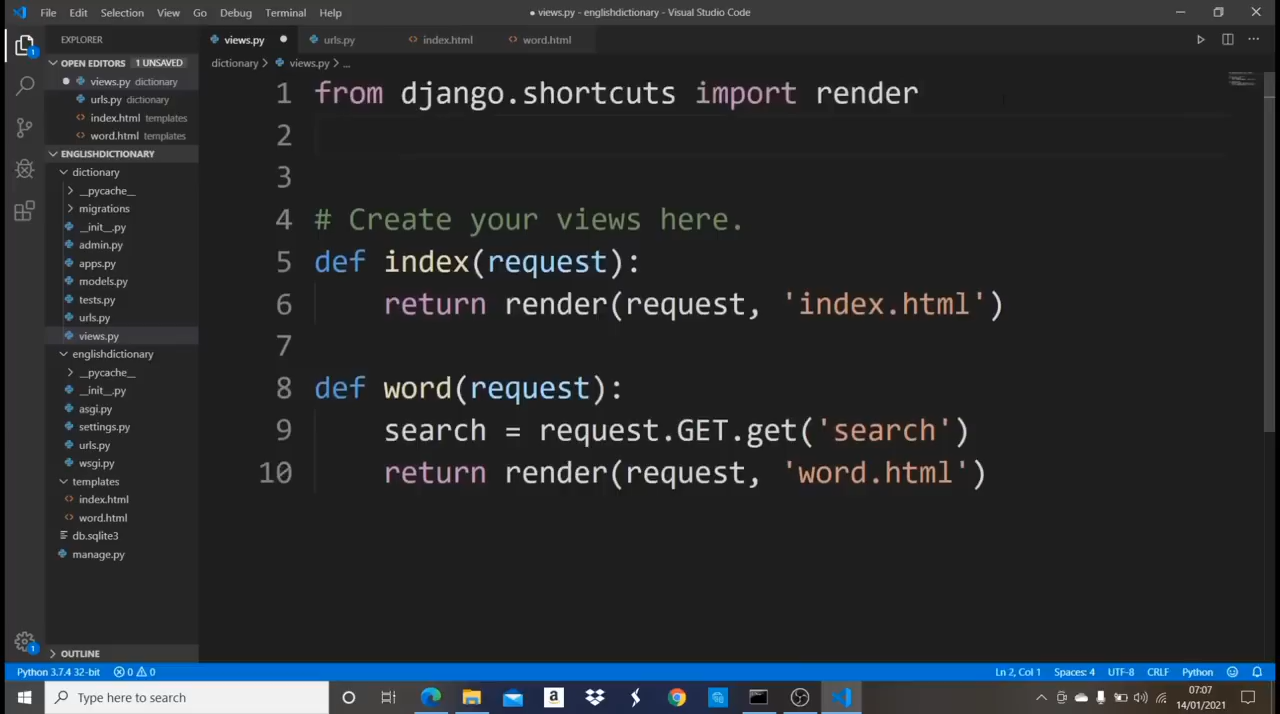 File Edit Selection View Go Debug Terminal Help
● views.py - englishdictionary - Visual Studio Code
EXPLORER
views.py
urls.py
index.html
word.html
OPEN EDITORS 1 UNSAVED
dictionary > views.py > ...
views.py dictionary
urls.py dictionary
index.html templates
word.html templates
ENGLISHDICTIONARY
dictionary
__pycache__
migrations
__init__.py
admin.py
apps.py
models.py
tests.py
urls.py
views.py
englishdictionary
__pycache__
__init__.py
asgi.py
settings.py
urls.py
wsgi.py
templates
index.html
word.html
db.sqlite3
manage.py
OUTLINE
1 from django.shortcuts import render
2
3
4 # Create your views here.
5 def index(request):
6 return render(request, 'index.html')
7
8 def word(request):
9 search = request.GET.get('search')
10 return render(request, 'word.html')
1
1
Python 3.7.4 32-bit 0 0
Ln 2, Col 1 Spaces: 4 UTF-8 CRLF Python
Type here to search
07:07
14/01/2021